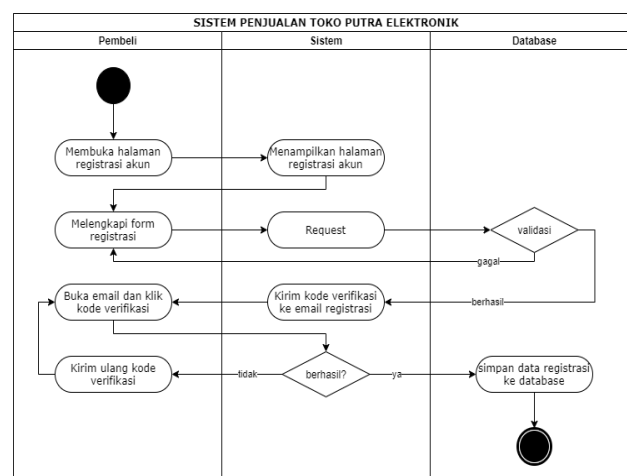 SISTEM PENJUALAN TOKO PUTRA ELEKTRONIK
Pembeli
Sistem
Database
Membuka halaman
registrasi akun
Menampilkan halaman
registrasi akun
Melengkapi form
registrasi
Request
validasi
gagal
Buka email dan klik
kode verifikasi
Kirim kode verifikasi
ke email registrasi
berhasil
Kirim ulang kode
verifikasi
tidak
berhasil?
ya
simpan data registrasi
ke database